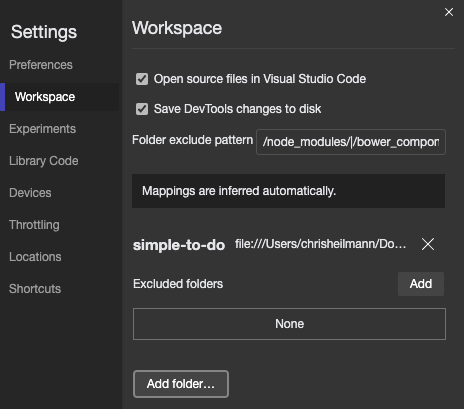 Settings
Workspace
Preferences
Workspace
Experiments
Library Code
Devices
Throttling
Locations
Shortcuts
Open source files in Visual Studio Code
Save DevTools changes to disk
Folder exclude pattern /node_modules/|/bower_compon
Mappings are inferred automatically.
simple-to-do file:///Users/chrisheilmann/Do…
Excluded folders Add
None
Add folder…